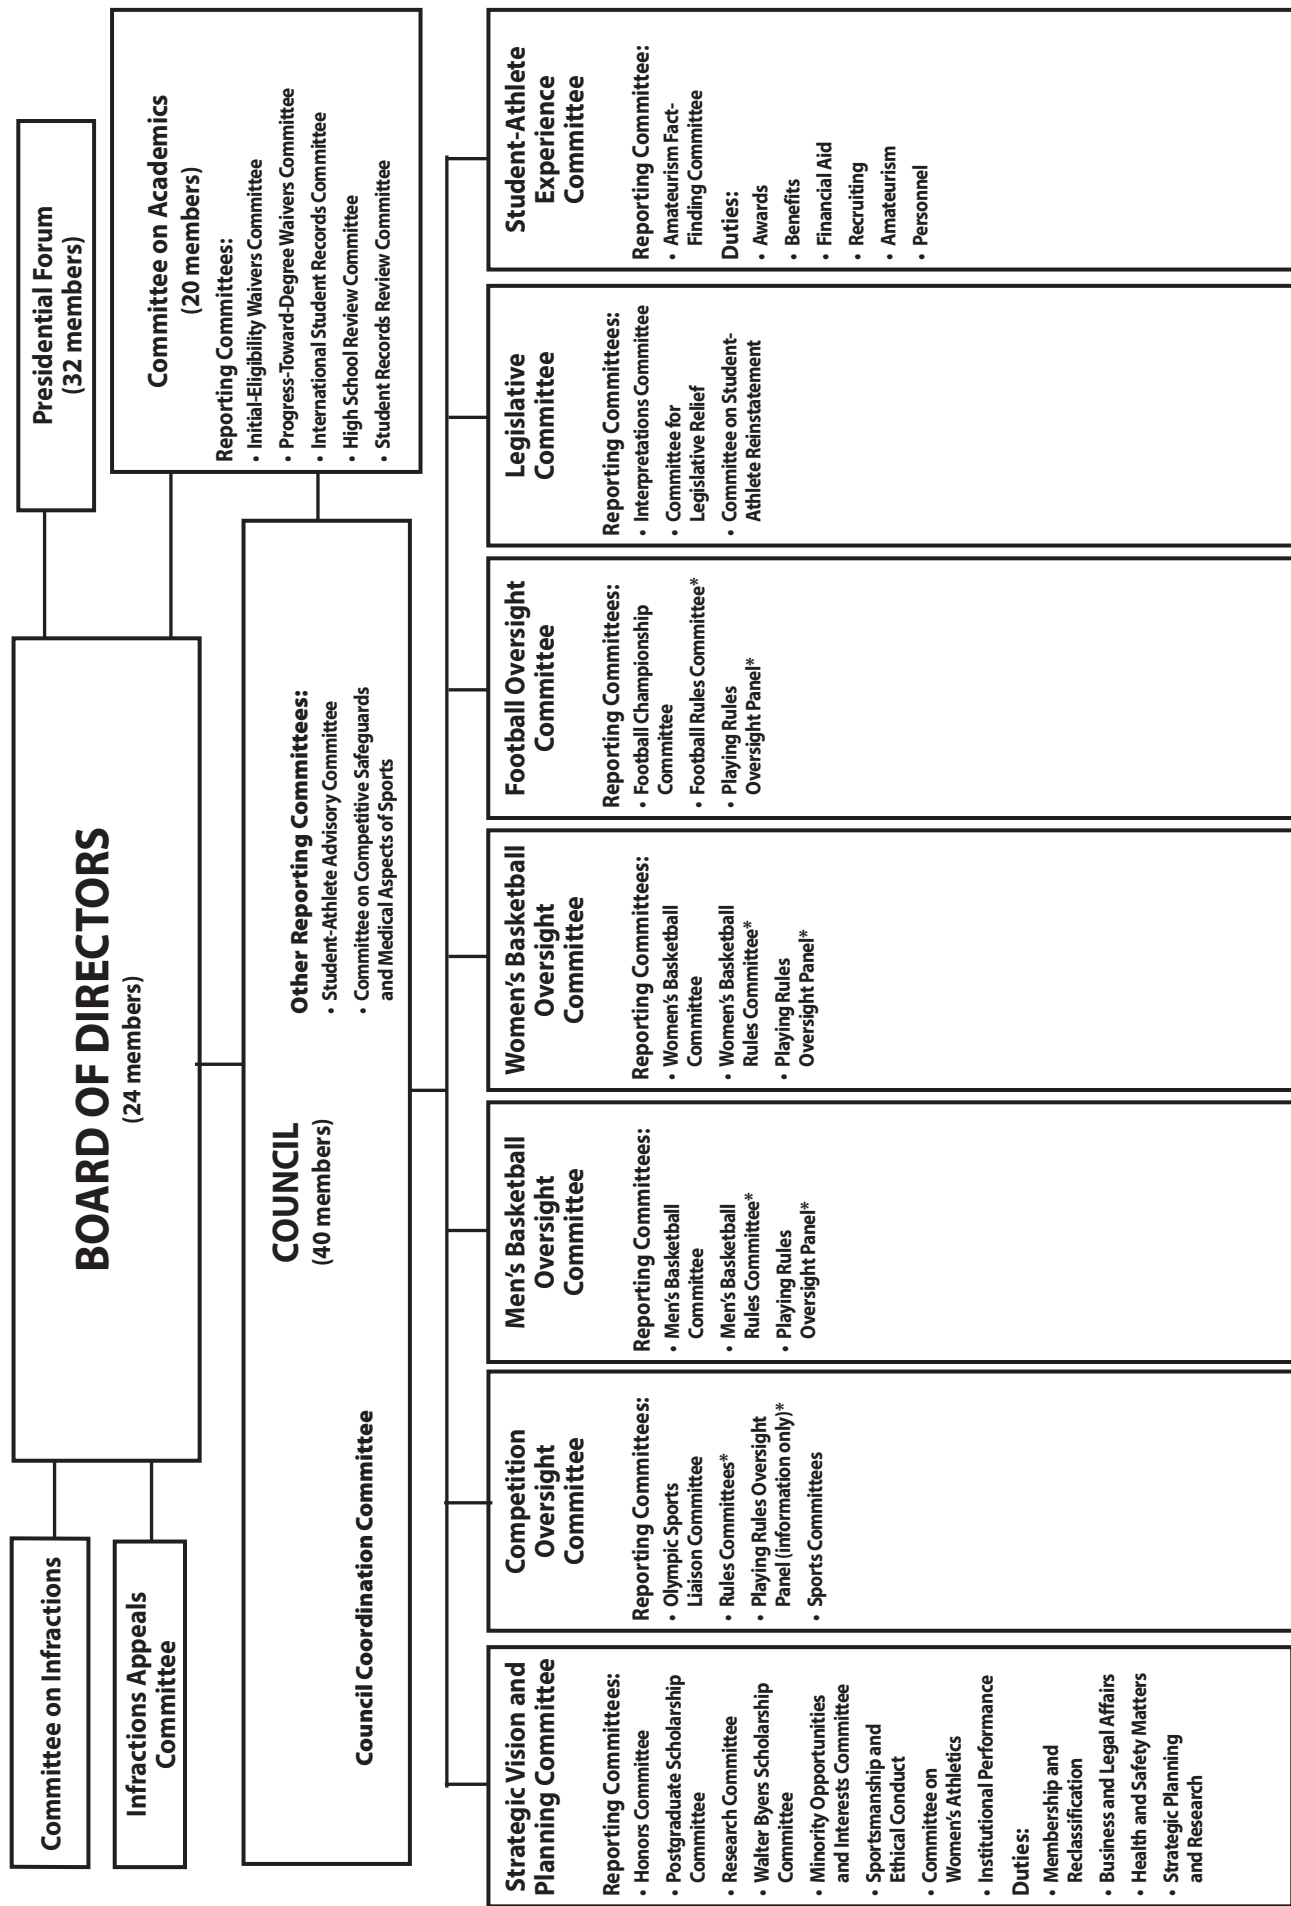 Committee on Infractions
Infractions Appeals
Committee
BOARD OF DIRECTORS
(24 members)
Presidential Forum
(32 members)
Committee on Academics
(20 members)
Reporting Committees:
• Initial-Eligibility Waivers Committee
• Progress-Toward-Degree Waivers Committee
• International Student Records Committee
• High School Review Committee
• Student Records Review Committee
COUNCIL
(40 members)
Council Coordination Committee
Other Reporting Committees:
• Student-Athlete Advisory Committee
• Committee on Competitive Safeguards
and Medical Aspects of Sports
Strategic Vision and
Planning Committee
Reporting Committees:
• Honors Committee
• Postgraduate Scholarship
Committee
• Research Committee
• Walter Byers Scholarship
Committee
• Minority Opportunities
and Interests Committee
• Sportsmanship and
Ethical Conduct
• Committee on
Women's Athletics
• Institutional Performance
Duties:
• Membership and
Reclassification
• Business and Legal Affairs
• Health and Safety Matters
• Strategic Planning
and Research
Competition
Oversight
Committee
Reporting Committees:
• Olympic Sports
Liaison Committee
• Rules Committees*
• Playing Rules Oversight
Panel (information only)*
• Sports Committees
Men's Basketball
Oversight
Committee
Reporting Committees:
• Men's Basketball
Committee
• Men's Basketball
Rules Committee*
• Playing Rules
Oversight Panel*
Women's Basketball
Oversight
Committee
Reporting Committees:
• Women's Basketball
Committee
• Women's Basketball
Rules Committee*
• Playing Rules
Oversight Panel*
Football Oversight
Committee
Reporting Committees:
• Football Championship
Committee
• Football Rules Committee*
• Playing Rules
Oversight Panel*
Legislative
Committee
Reporting Committees:
• Interpretations Committee
• Committee for
Legislative Relief
• Committee on Student-
Athlete Reinstatement
Student-Athlete
Experience
Committee
Reporting Committee:
• Amateurism Fact-
Finding Committee
Duties:
• Awards
• Benefits
• Financial Aid
• Recruiting
• Amateurism
• Personnel